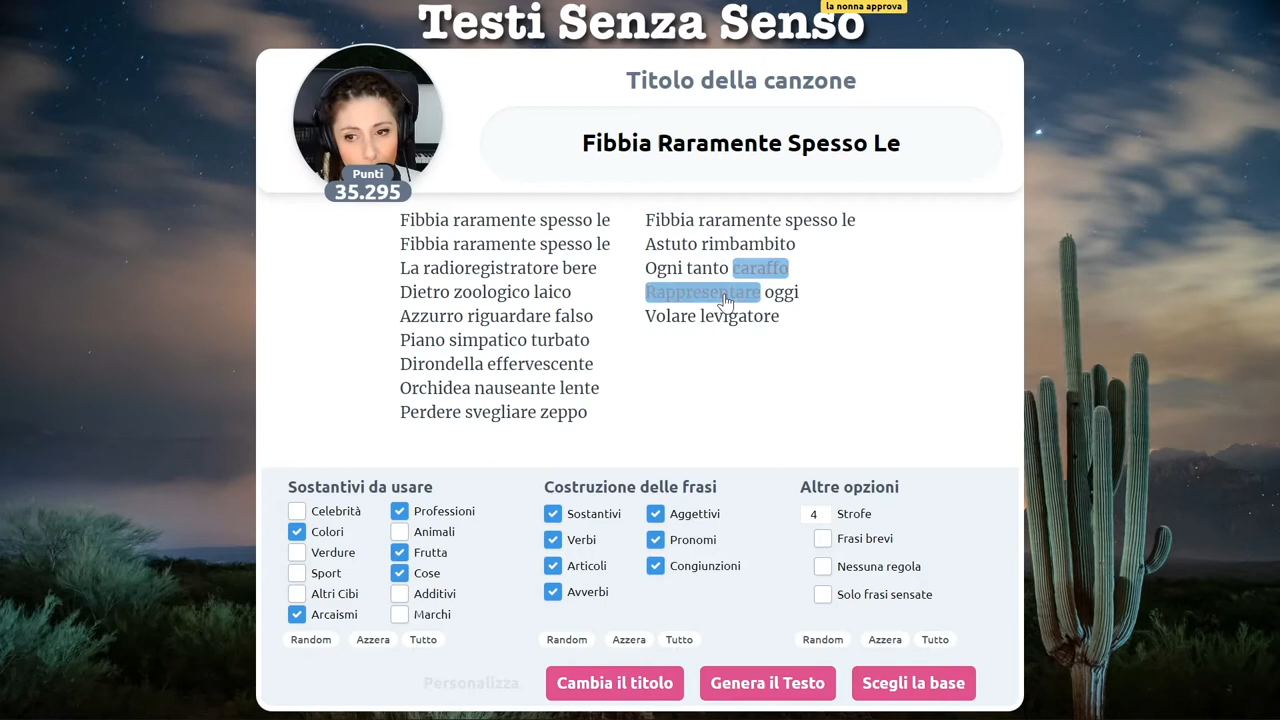 la nonna approva
Testi Senza Senso
Titolo della canzone
Fibbia Raramente Spesso Le
Punti
35.295
Fibbia raramente spesso le
Fibbia raramente spesso le
La radioregistratore bere
Dietro zoologico laico
Azzurro riguardare falso
Piano simpatico turbato
Dirondella effervescente
Orchidea nauseante lente
Perdere svegliare zeppo
Fibbia raramente spesso le
Astuto rimbambito
Ogni tanto caraffo
Rappresentare oggi
Volare levigatore
Sostantivi da usare
Celebrità
Professioni
Colori
Animali
Verdure
Frutta
Sport
Cose
Altri Cibi
Additivi
Arcaismi
Marchi
Random Azzera Tutto
Costruzione delle frasi
Sostantivi
Aggettivi
Verbi
Pronomi
Articoli
Congiunzioni
Avverbi
Random Azzera Tutto
Altre opzioni
4 Strofe
Frasi brevi
Nessuna regola
Solo frasi sensate
Random Azzera Tutto
Personalizza
Cambia il titolo
Genera il Testo
Scegli la base